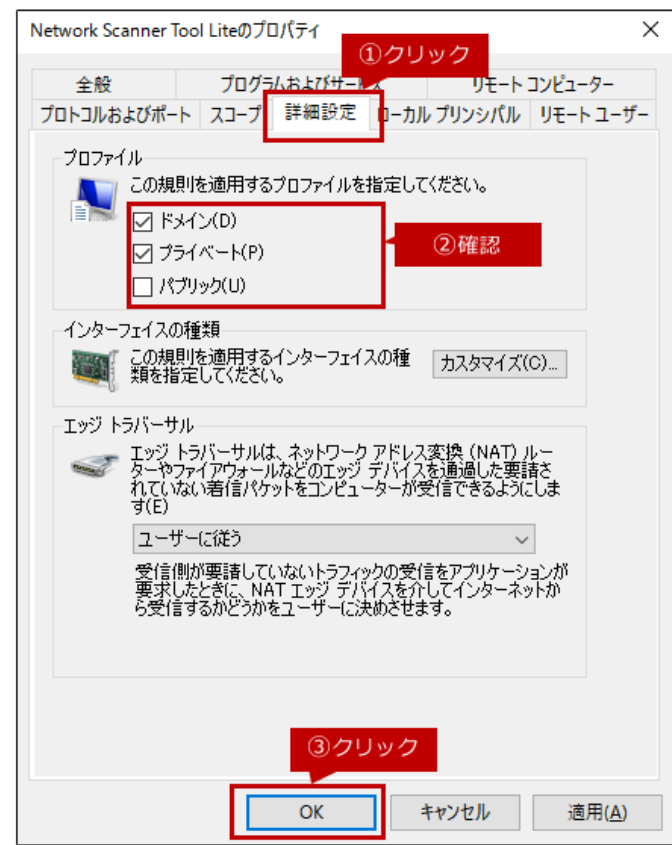 Network Scanner Tool Liteのプロパティ
①クリック
全般
プログラムおよびサービス
リモート コンピューター
プロトコルおよびポート
スコープ
詳細設定
ローカル プリンシパル
リモート ユーザー
プロファイル
この規則を適用するプロファイルを指定してください。
ドメイン(D)
プライベート(P)
パブリック(U)
②確認
インターフェイスの種類
この規則を適用するインターフェイスの種
類を指定してください。
カスタマイズ(C)...
エッジ トラバーサル
エッジ トラバーサルは、ネットワーク アドレス変換 (NAT) ルー
ターやファイアウォールなどのエッジ デバイスを通過した要請さ
れていない着信パケットをコンピューターが受信できるようにしま
す(E)
ユーザーに従う
受信側が要請していないトラフィックの受信をアプリケーションが
要求したときに、NAT エッジ デバイスを介してインターネットか
ら受信するかどうかをユーザーに決めさせます。
③クリック
OK
キャンセル
適用(A)